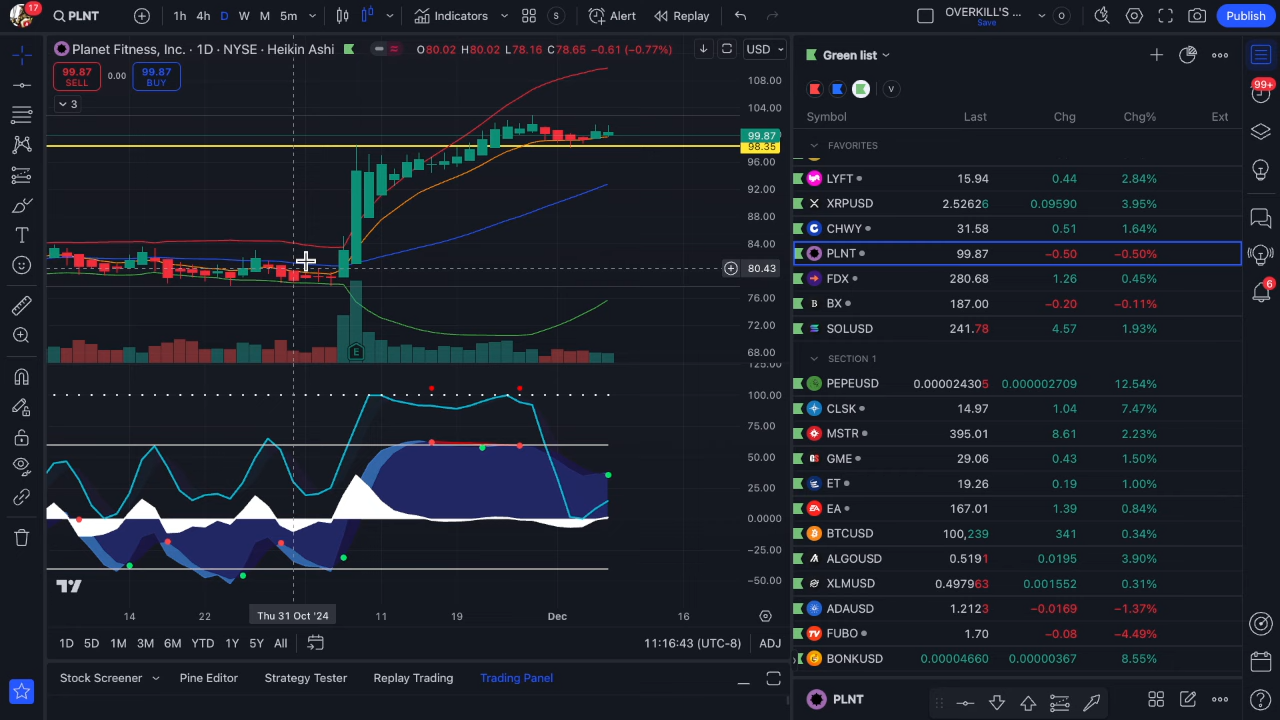 17 PLNT 1h 4h D W M 5m Indicators S Alert Replay OVERKILL'S ... Save O Publish
Planet Fitness, Inc. · 1D · NYSE · Heikin Ashi O80.02 H80.02 L78.16 C78.65 −0.61 (−0.77%) USD
99.87 SELL 0.00 99.87 BUY
3
108.00
104.00
99.87
98.35
96.00
92.00
88.00
84.00
80.43
76.00
72.00
68.00
E
125.00
100.00
75.00
50.00
25.00
0.0000
−25.00
−50.00
14 22 Thu 31 Oct '24 11 19 Dec 16
1D 5D 1M 3M 6M YTD 1Y 5Y All 11:16:43 (UTC-8) ADJ
Stock Screener Pine Editor Strategy Tester Replay Trading Trading Panel
Green list
V
Symbol Last Chg Chg% Ext
FAVORITES
LYFT 15.94 0.44 2.84%
XRPUSD 2.52626 0.09590 3.95%
CHWY 31.58 0.51 1.64%
PLNT 99.87 −0.50 −0.50%
FDX 280.68 1.26 0.45%
B BX 187.00 −0.20 −0.11%
SOLUSD 241.78 4.57 1.93%
SECTION 1
PEPEUSD 0.000024305 0.000002709 12.54%
CLSK 14.97 1.04 7.47%
MSTR 395.01 8.61 2.23%
GME 29.06 0.43 1.50%
ET 19.26 0.19 1.00%
EA 167.01 1.39 0.84%
BTCUSD 100,239 341 0.34%
ALGOUSD 0.5191 0.0195 3.90%
XLMUSD 0.497963 0.001552 0.31%
ADAUSD 1.2123 −0.0169 −1.37%
FUBO 1.70 −0.08 −4.49%
BONKUSD 0.00004660 0.00000367 8.55%
PLNT
99+
6